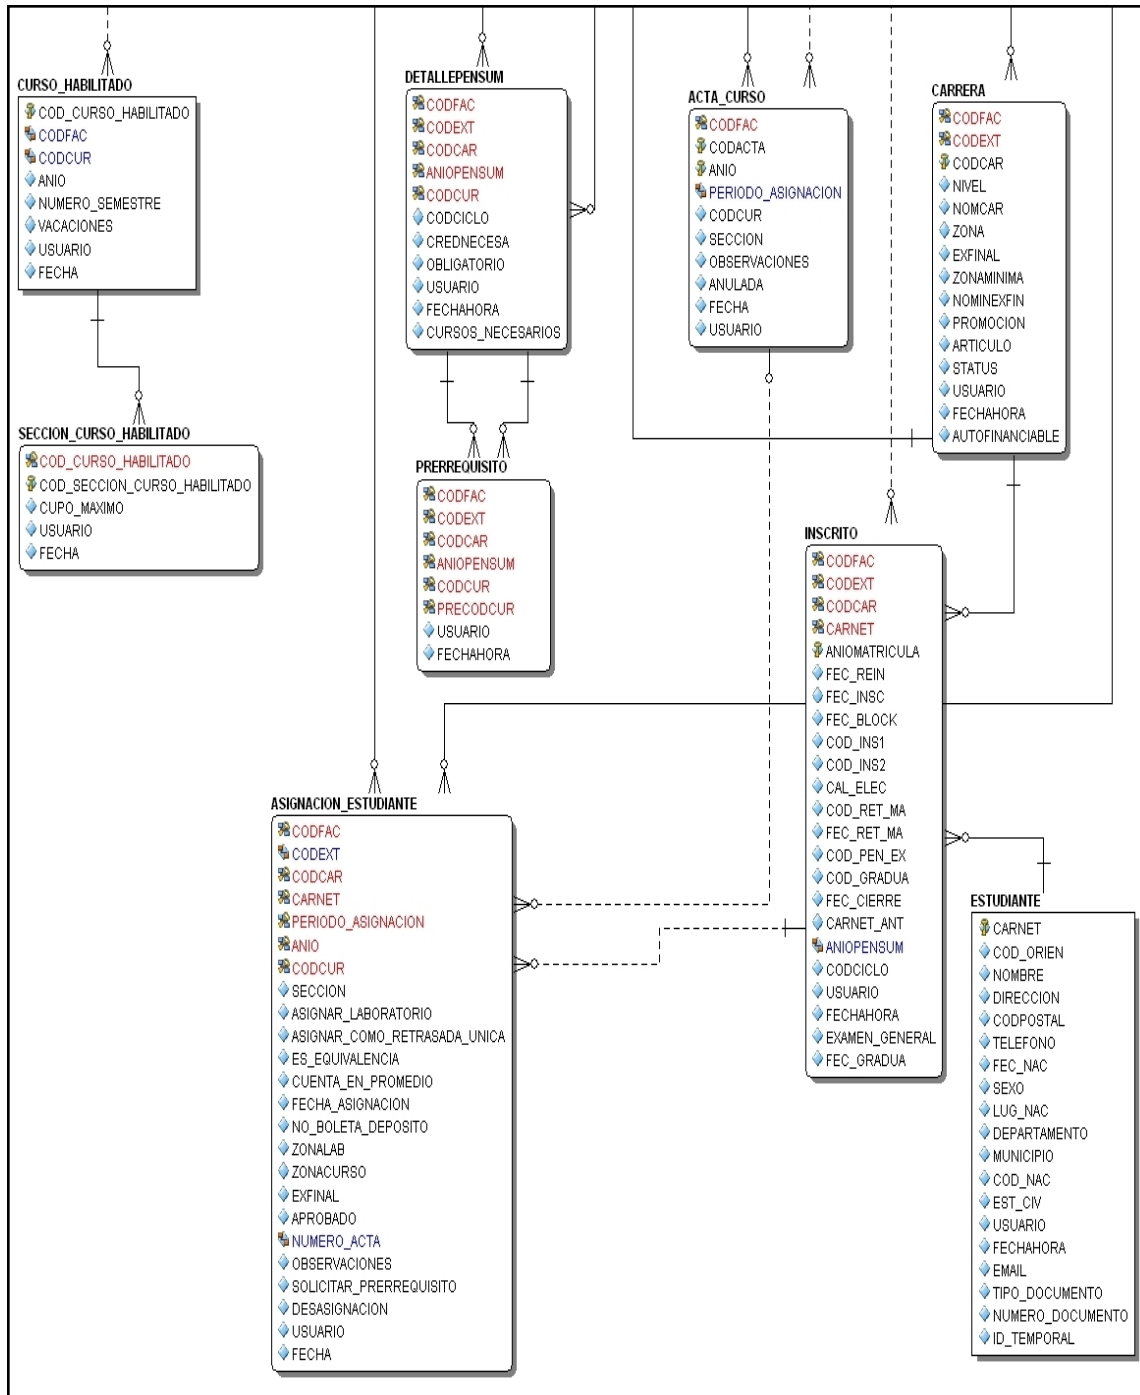 CURSO_HABILITADO
COD_CURSO_HABILITADO
CODFAC
CODCUR
ANIO
NUMERO_SEMESTRE
VACACIONES
USUARIO
FECHA
DETALLEPENSUM
CODFAC
CODEXT
CODCAR
ANIOPENSUM
CODCUR
CODCICLO
CREDNECESA
OBLIGATORIO
USUARIO
FECHAHORA
CURSOS_NECESARIOS
ACTA_CURSO
CODFAC
CODACTA
ANIO
PERIODO_ASIGNACION
CODCUR
SECCION
OBSERVACIONES
ANULADA
FECHA
USUARIO
CARRERA
CODFAC
CODEXT
CODCAR
NIVEL
NOMCAR
ZONA
EXFINAL
ZONAMINIMA
NOMINEXFIN
PROMOCION
ARTICULO
STATUS
USUARIO
FECHAHORA
AUTOFINANCIABLE
SECCION_CURSO_HABILITADO
COD_CURSO_HABILITADO
COD_SECCION_CURSO_HABILITADO
CUPO_MAXIMO
USUARIO
FECHA
PRERREQUISITO
CODFAC
CODEXT
CODCAR
ANIOPENSUM
CODCUR
PRECODCUR
USUARIO
FECHAHORA
INSCRITO
CODFAC
CODEXT
CODCAR
CARNET
ANIOMATRICULA
FEC_REIN
FEC_INSC
FEC_BLOCK
COD_INS1
COD_INS2
CAL_ELEC
COD_RET_MA
FEC_RET_MA
COD_PEN_EX
COD_GRADUA
FEC_CIERRE
CARNET_ANT
ANIOPENSUM
CODCICLO
USUARIO
FECHAHORA
EXAMEN_GENERAL
FEC_GRADUA
ASIGNACION_ESTUDIANTE
CODFAC
CODEXT
CODCAR
CARNET
PERIODO_ASIGNACION
ANIO
CODCUR
SECCION
ASIGNAR_LABORATORIO
ASIGNAR_COMO_RETRASADA_UNICA
ES_EQUIVALENCIA
CUENTA_EN_PROMEDIO
FECHA_ASIGNACION
NO_BOLETA_DEPOSITO
ZONALAB
ZONACURSO
EXFINAL
APROBADO
NUMERO_ACTA
OBSERVACIONES
SOLICITAR_PRERREQUISITO
DESASIGNACION
USUARIO
FECHA
ESTUDIANTE
CARNET
COD_ORIEN
NOMBRE
DIRECCION
CODPOSTAL
TELEFONO
FEC_NAC
SEXO
LUG_NAC
DEPARTAMENTO
MUNICIPIO
COD_NAC
EST_CIV
USUARIO
FECHAHORA
EMAIL
TIPO_DOCUMENTO
NUMERO_DOCUMENTO
ID_TEMPORAL